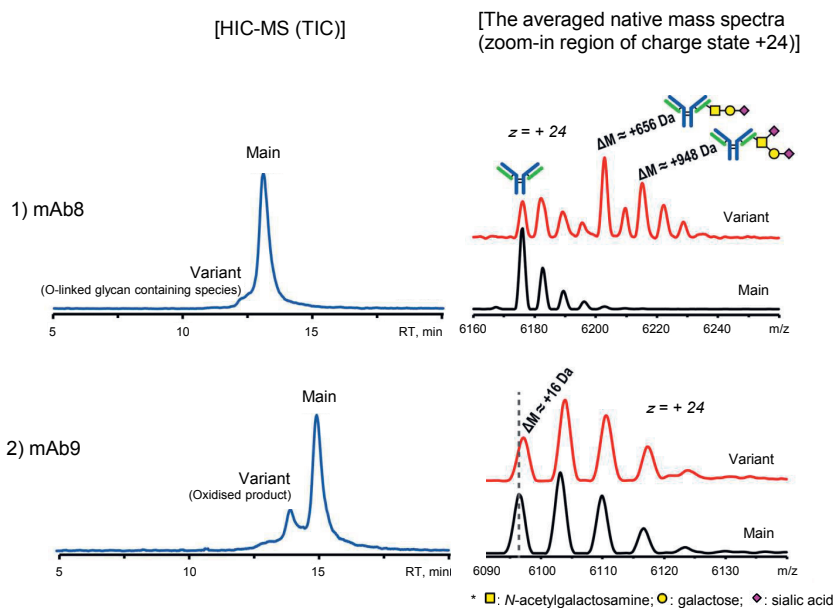 [HIC-MS (TIC)]
[The averaged native mass spectra
(zoom-in region of charge state +24)]
1) mAb8
Main
Variant
(O-linked glycan containing species)
5
10
15
RT, min
z = + 24
ΔM ≈ +656 Da
ΔM ≈ +948 Da
Variant
Main
6160
6180
6200
6220
6240
m/z
2) mAb9
Main
Variant
(Oxidised product)
5
10
15
RT, min
ΔM ≈ +16 Da
z = + 24
Variant
Main
6090
6100
6110
6120
6130
m/z
* : N-acetylgalactosamine; : galactose; : sialic acid